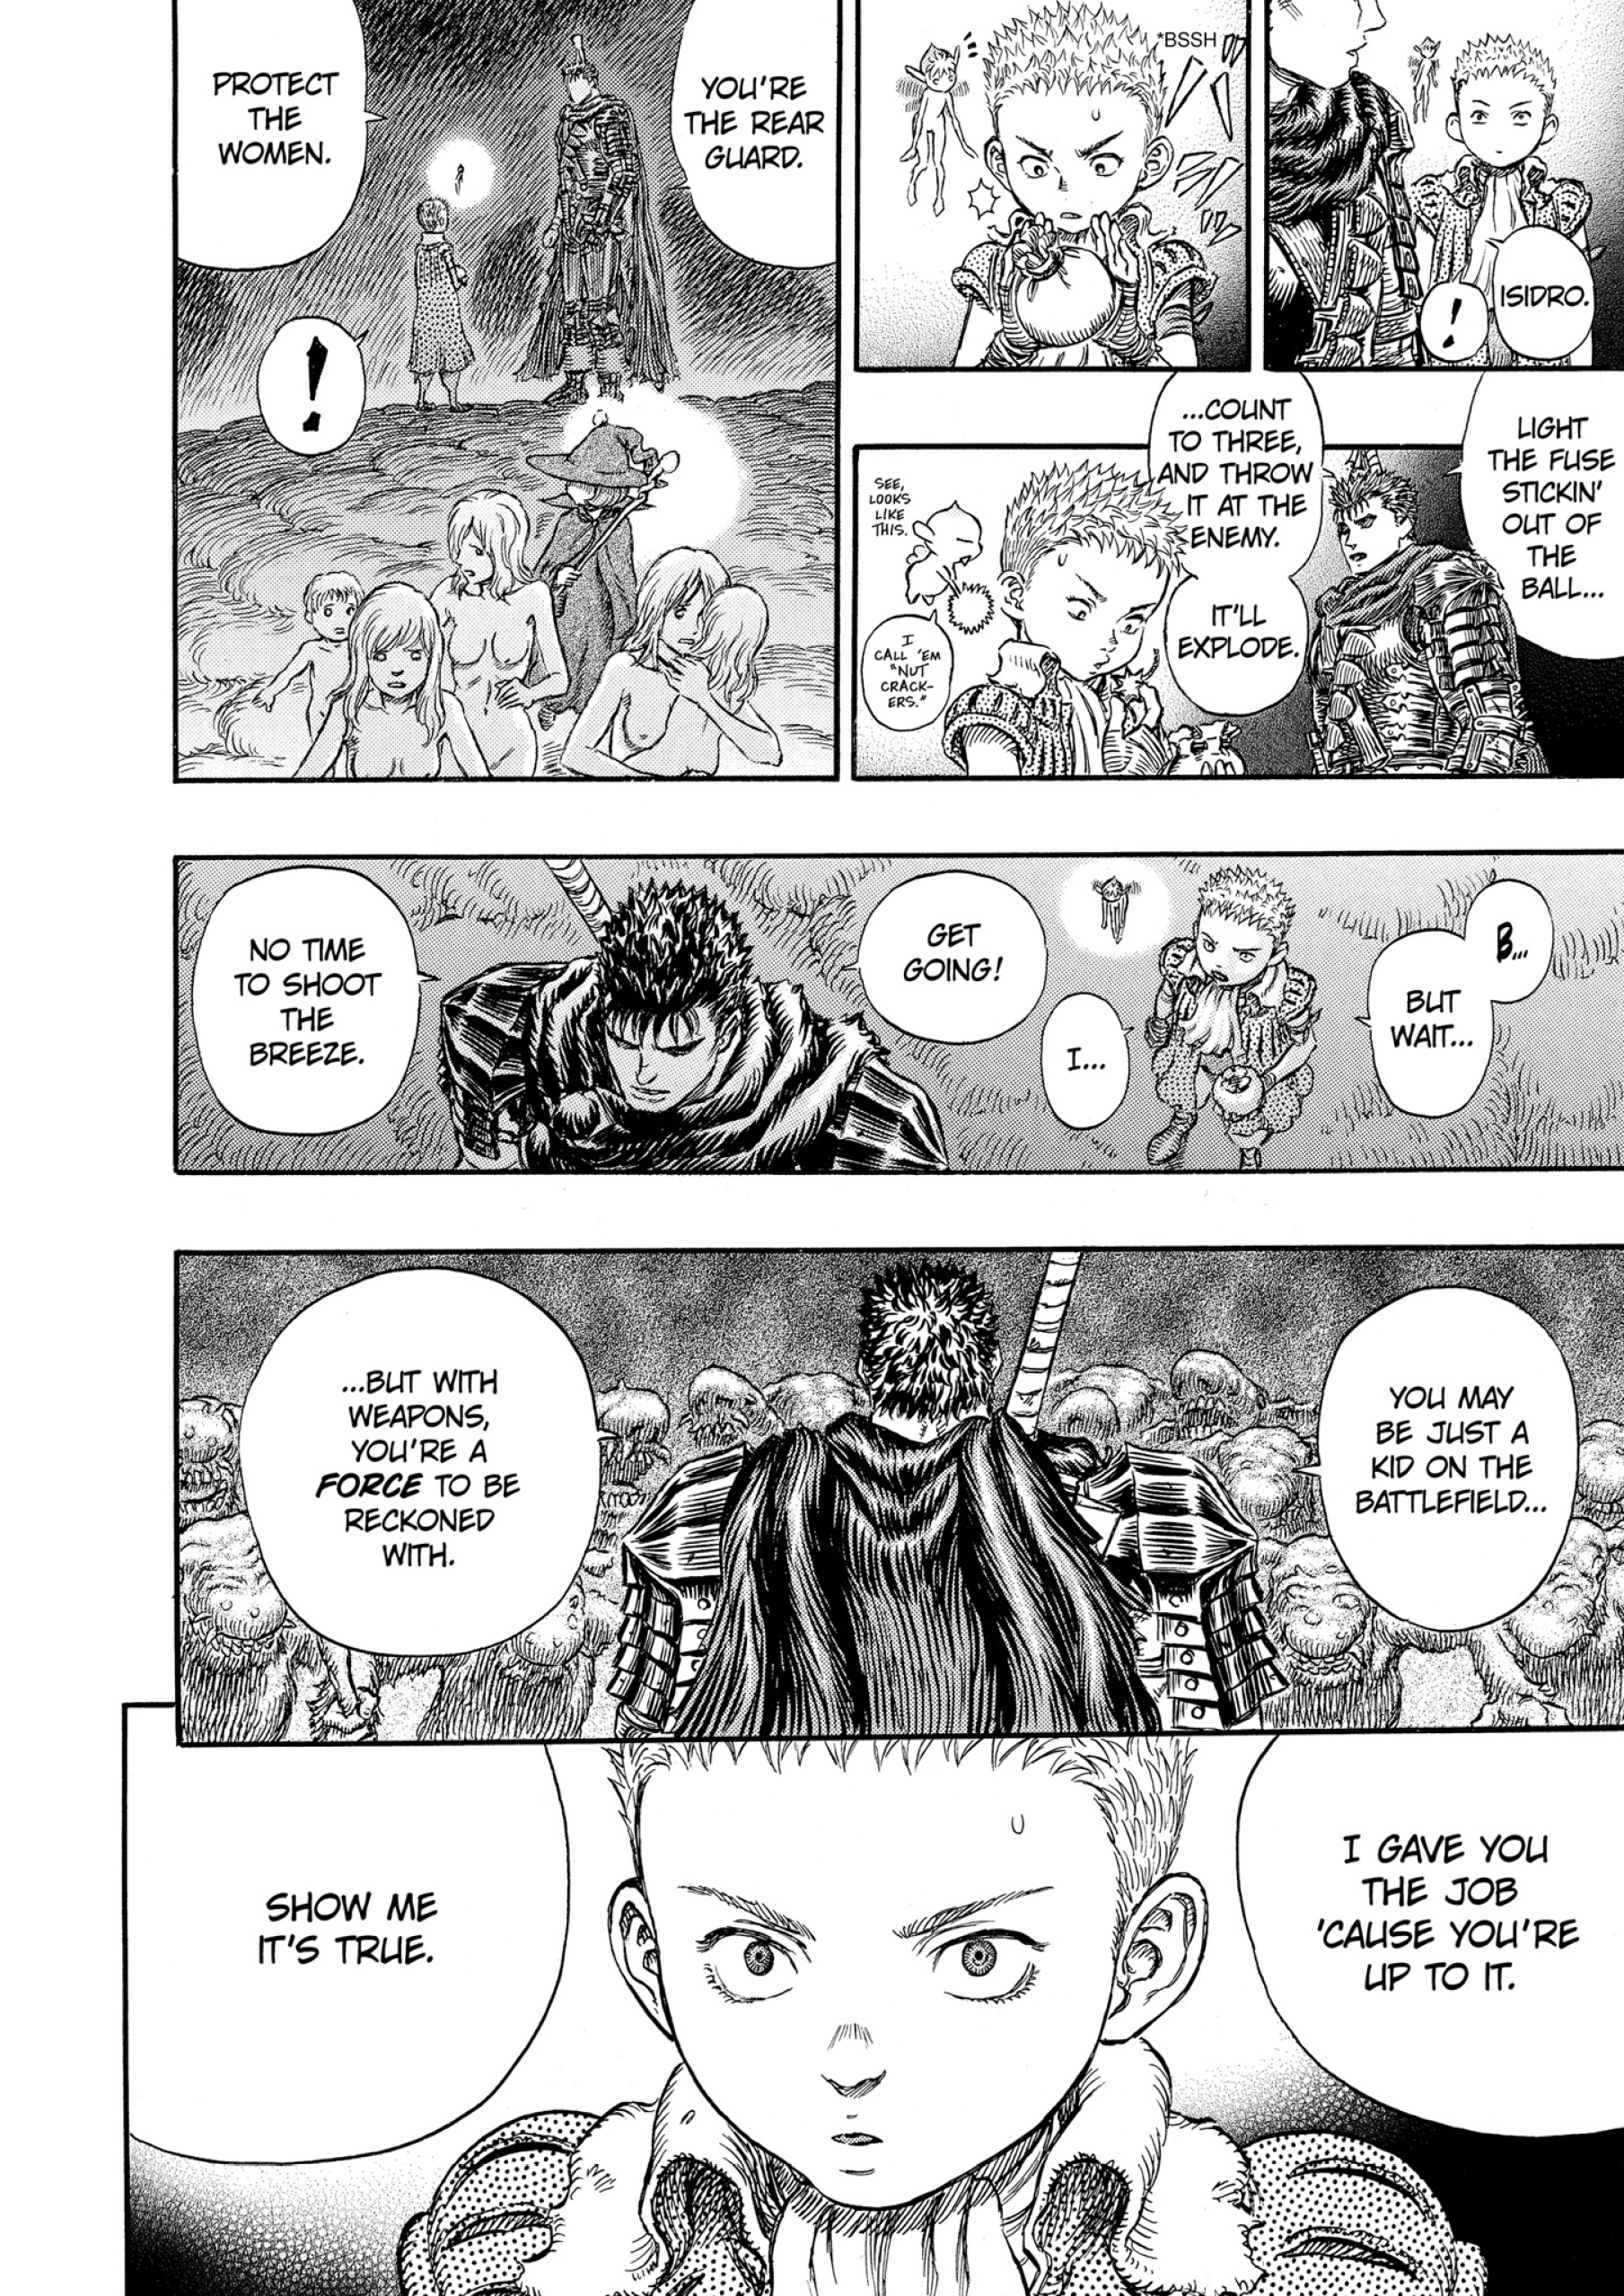 ISIDRO.
!
*BSSH
LIGHT
THE FUSE
STICKIN'
OUT OF
THE
BALL...
...COUNT
TO THREE,
AND THROW
IT AT THE
ENEMY.
IT'LL
EXPLODE.
SEE,
LOOKS
LIKE
THIS.
I
CALL 'EM
"NUT
CRACK-
ERS."
YOU'RE
THE REAR
GUARD.
PROTECT
THE
WOMEN.
!
B...
BUT
WAIT...
I...
GET
GOING!
NO TIME
TO SHOOT
THE
BREEZE.
YOU MAY
BE JUST A
KID ON THE
BATTLEFIELD...
...BUT WITH
WEAPONS,
YOU'RE A
FORCE TO BE
RECKONED
WITH.
I GAVE YOU
THE JOB
'CAUSE YOU'RE
UP TO IT.
SHOW ME
IT'S TRUE.